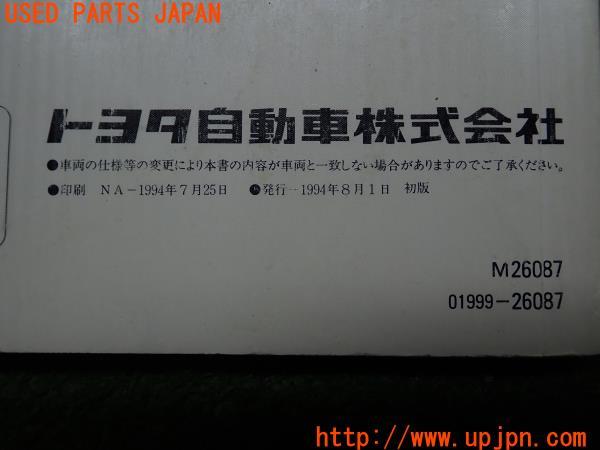 USED PARTS JAPAN
トヨタ自動車株式会社
●車両の仕様等の変更により本書の内容が車両と一致しない場合がありますのでご了承ください。
●印刷 NA-1994年7月25日 ●発行-1994年8月1日 初版
M26087
01999-26087
http://www.upjpn.com/